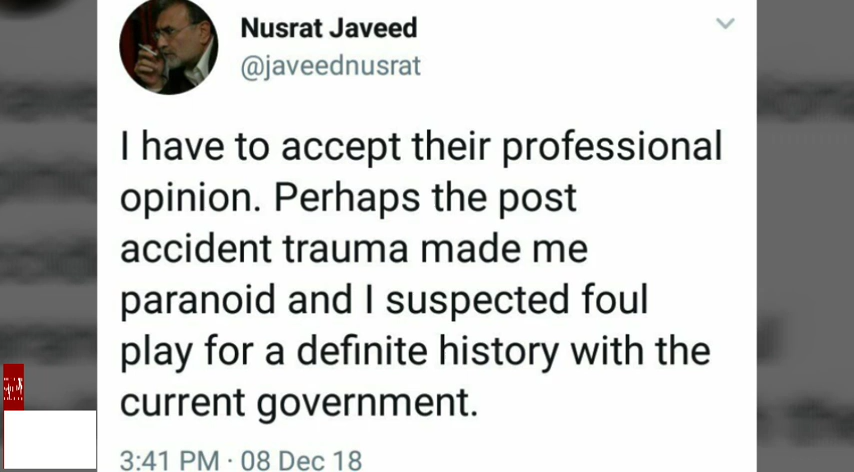 Nusrat Javeed
@javeednusrat
I have to accept their professional
opinion. Perhaps the post
accident trauma made me
paranoid and I suspected foul
play for a definite history with the
current government.
3:41 PM · 08 Dec 18